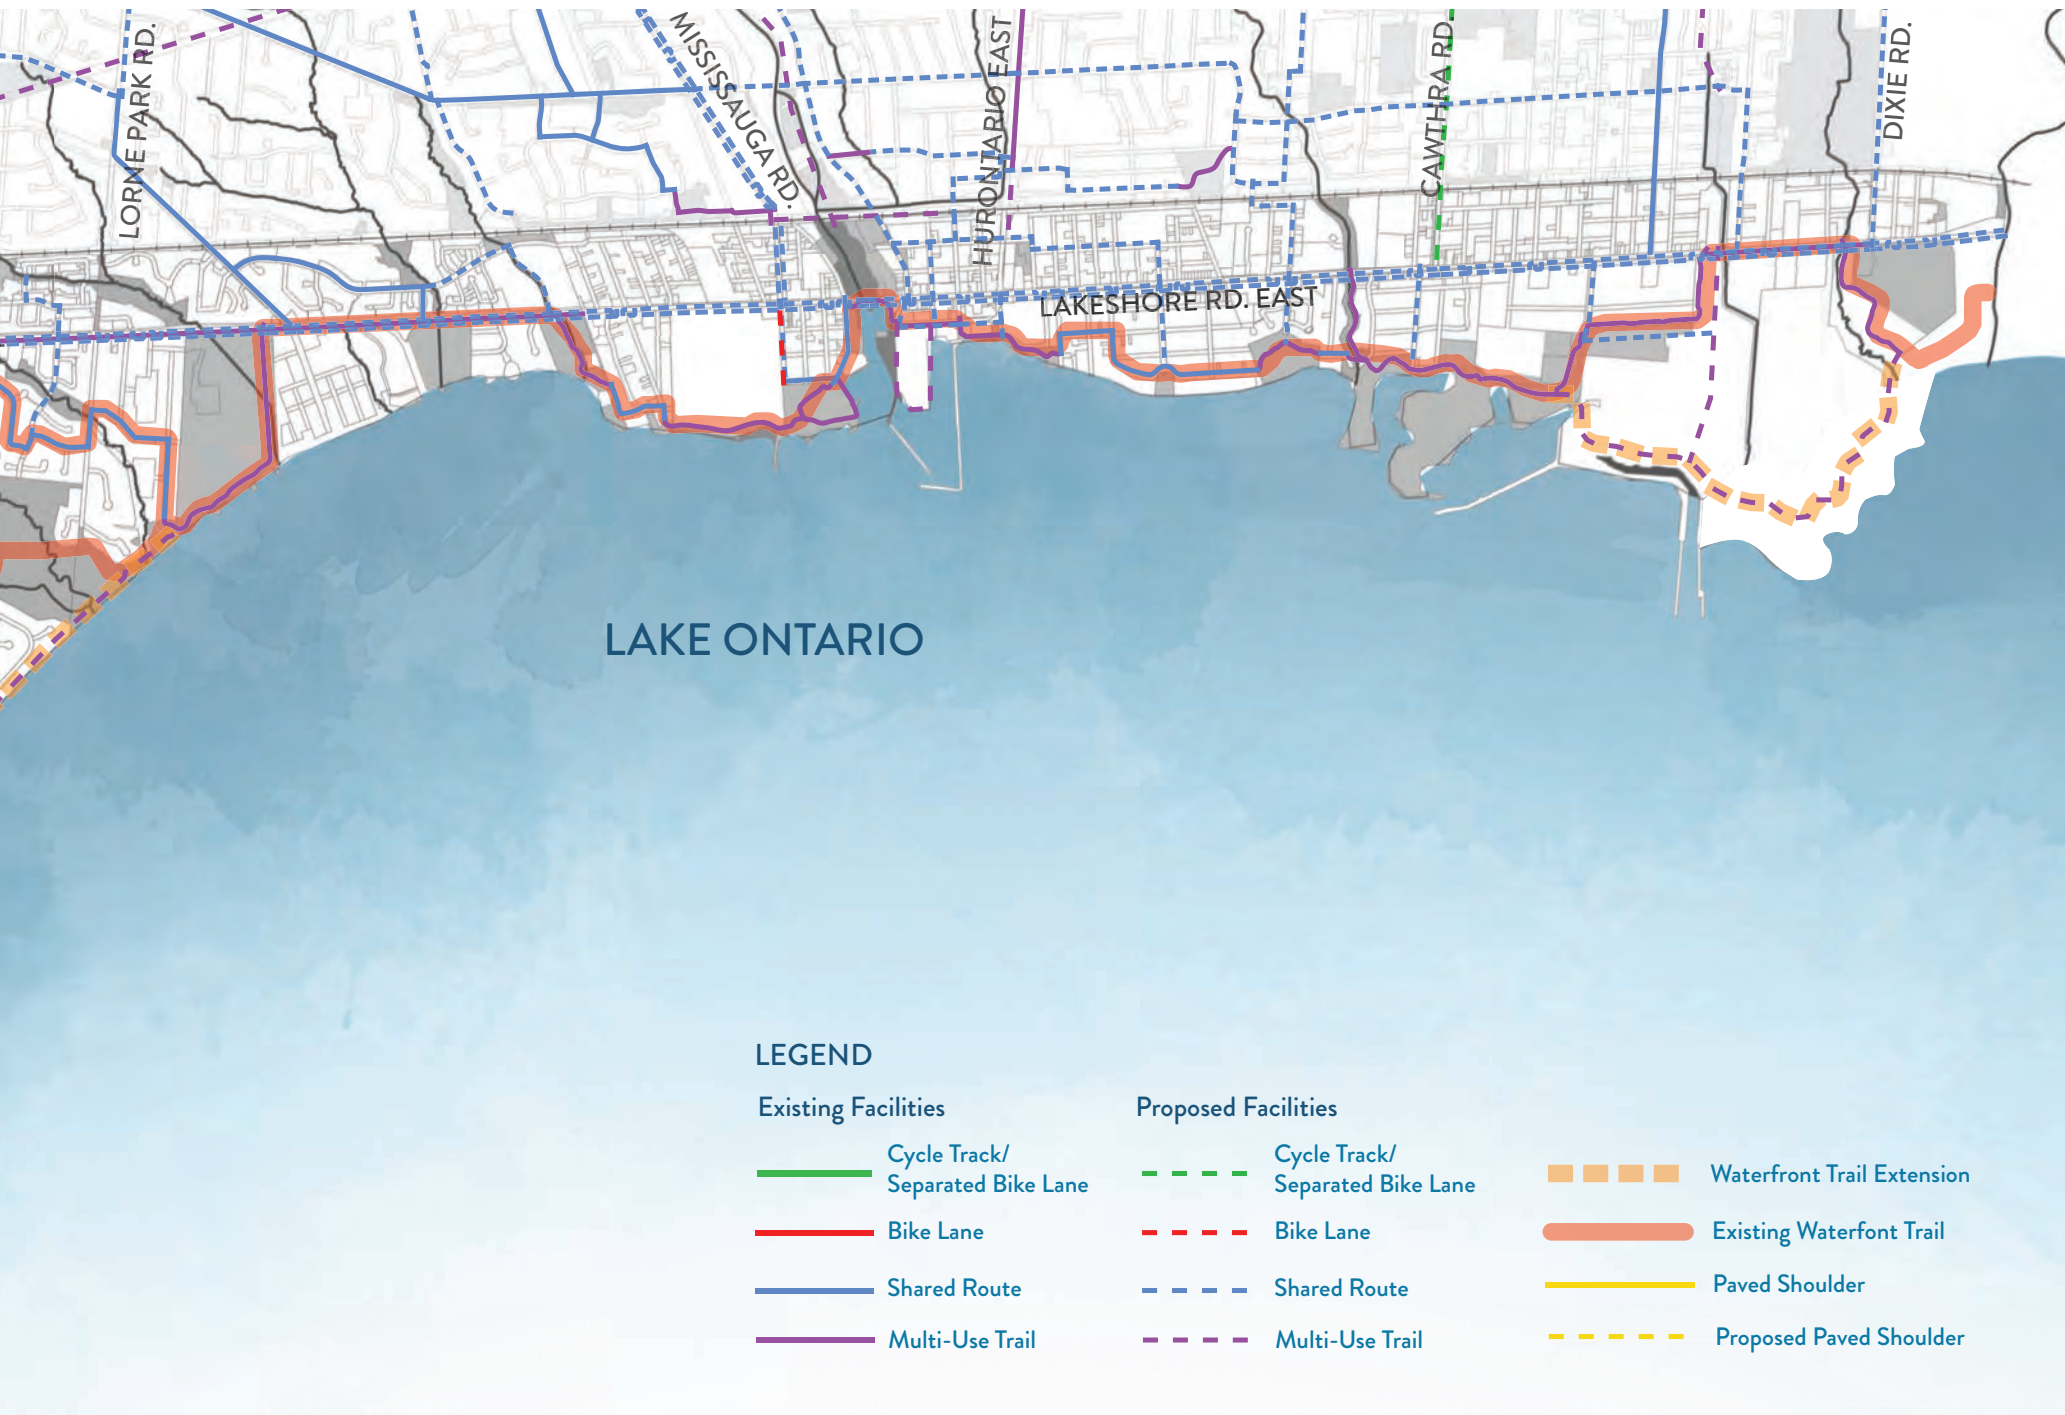 LORNE PARK RD.
MISSISSAUGA RD.
HURONTARIO EAST
CAWTHRA RD.
DIXIE RD.
LAKESHORE RD. EAST
LAKE ONTARIO
LEGEND
Existing Facilities
Cycle Track/
Separated Bike Lane
Bike Lane
Shared Route
Multi-Use Trail
Proposed Facilities
Cycle Track/
Separated Bike Lane
Bike Lane
Shared Route
Multi-Use Trail
Waterfront Trail Extension
Existing Waterfont Trail
Paved Shoulder
Proposed Paved Shoulder